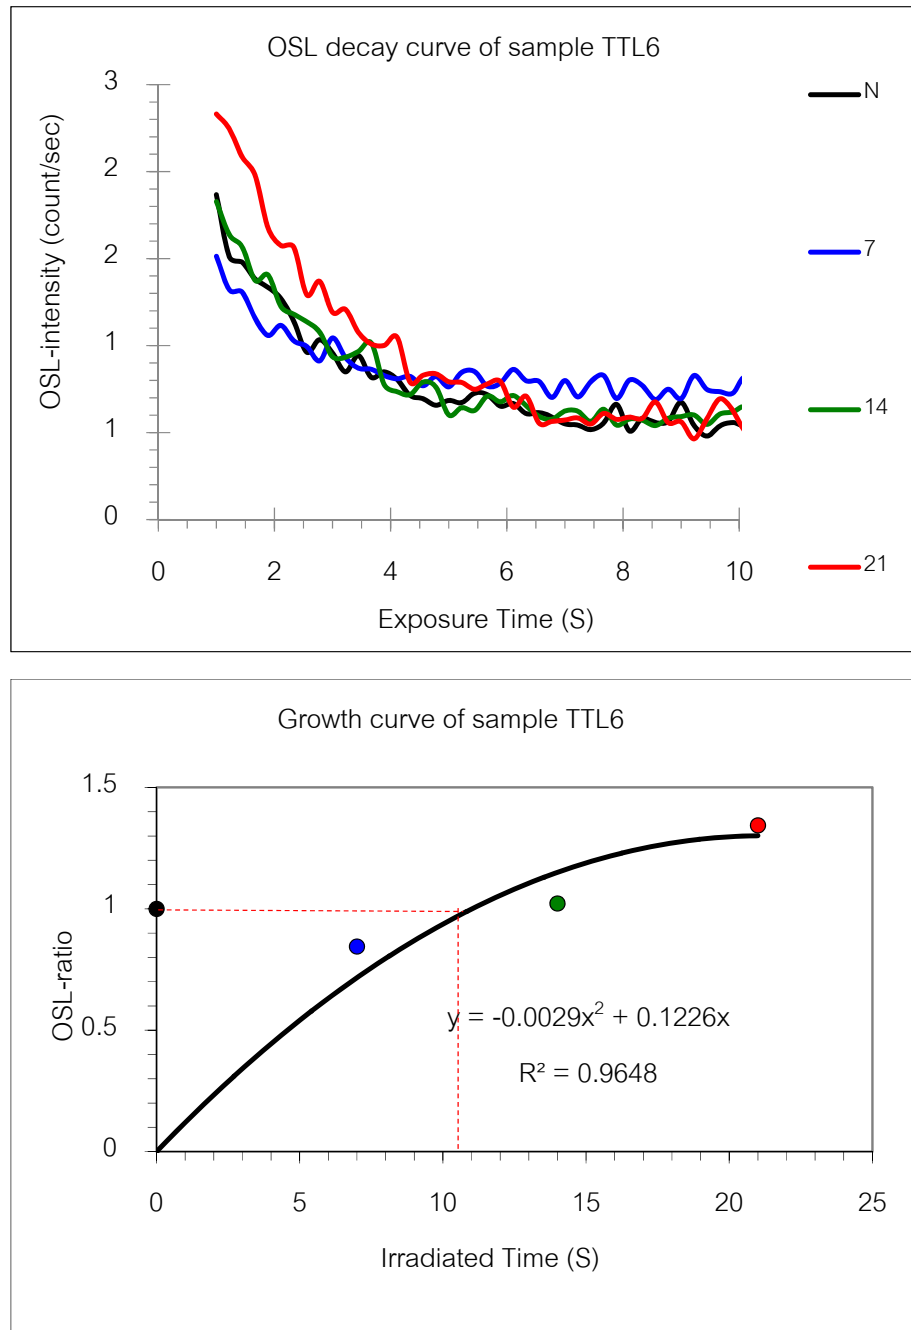 OSL decay curve of sample TTL6
OSL-intensity (count/sec)
3
2
2
1
1
0
0 2 4 6 8 10
Exposure Time (S)
N
7
14
21
Growth curve of sample TTL6
OSL-ratio
1.5
1
0.5
0
y = -0.0029x² + 0.1226x
R² = 0.9648
0 5 10 15 20 25
Irradiated Time (S)